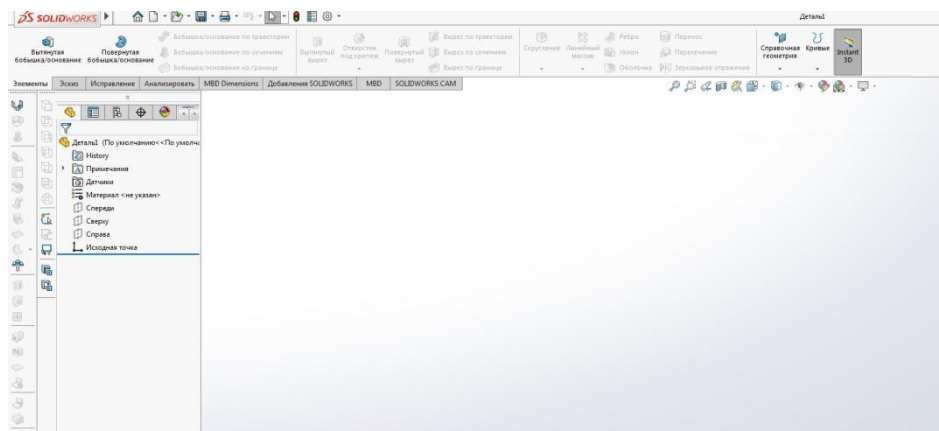 SOLIDWORKS
Деталь1
Вытянутая бобышка/основание
Повернутая бобышка/основание
Бобышка/основание по траектории
Бобышка/основание по сечениям
Бобышка/основание на границе
Вытянутый вырез
Отверстие под крепеж
Повернутый вырез
Вырез по траектории
Вырез по сечениям
Вырез по границе
Скругление
Линейный массив
Ребро
Уклон
Оболочка
Перенос
Пересечение
Зеркальное отражение
Справочная геометрия
Кривые
Instant 3D
Элементы Эскиз Исправление Анализировать MBD Dimensions Добавления SOLIDWORKS MBD SOLIDWORKS CAM
Деталь1 (По умолчанию<<По умолча
History
Примечания
Датчики
Материал <не указан>
Спереди
Сверху
Справа
Исходная точка